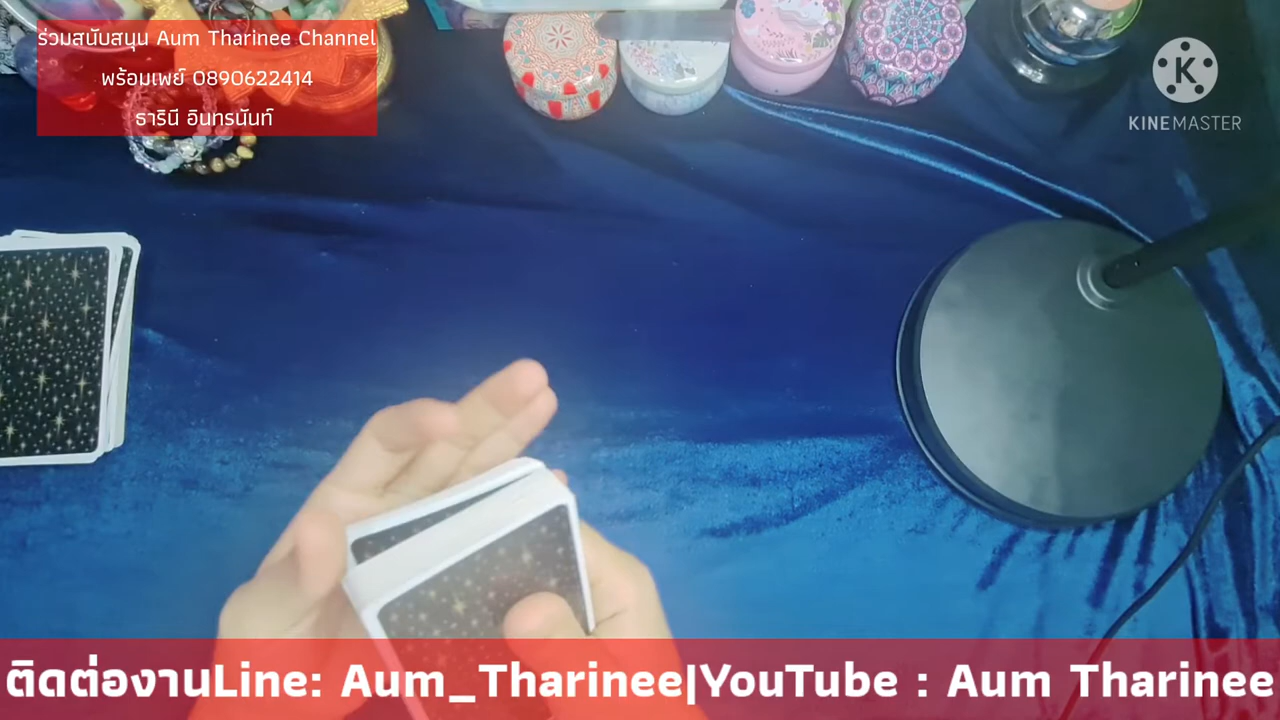 ร่วมสนับสนุน Aum Tharinee Channel
พร้อมเพย์ 0890622414
ธารินี อินทรนันท์
K
KINEMASTER
ติดต่องานLine: Aum_Tharinee|YouTube : Aum Tharinee